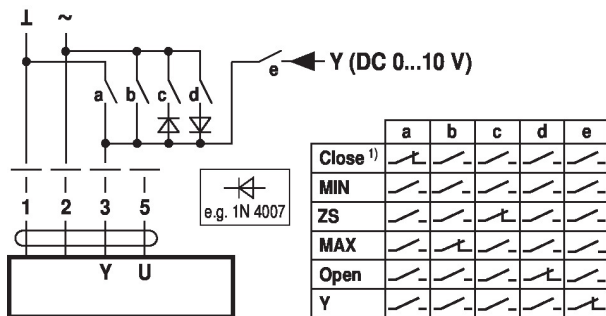 ⊥ ~
e Y (DC 0...10 V)
a b c d
1 2 3 5
e.g. 1N 4007
Y U
a b c d e
Close 1)
MIN
ZS
MAX
Open
Y